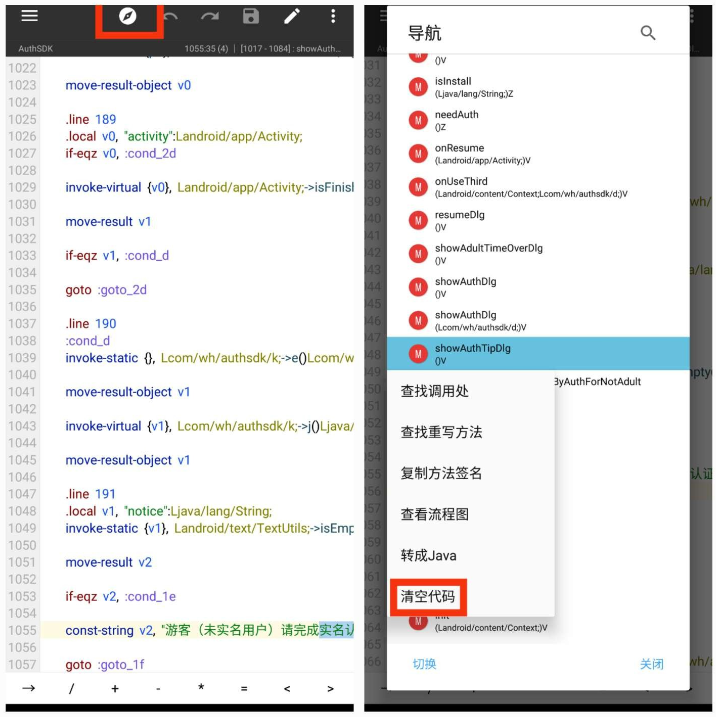 AuthSDK
1055:35 (4) | [1017 - 1084] : showAuth...
1022
1023 move-result-object v0
1024
1025 .line 189
1026 .local v0, "activity":Landroid/app/Activity;
1027 if-eqz v0, :cond_2d
1028
1029 invoke-virtual {v0}, Landroid/app/Activity;->isFinish
1030
1031 move-result v1
1032
1033 if-eqz v1, :cond_d
1034
1035 goto :goto_2d
1036
1037 .line 190
1038 :cond_d
1039 invoke-static {}, Lcom/wh/authsdk/k;->e()Lcom/w
1040
1041 move-result-object v1
1042
1043 invoke-virtual {v1}, Lcom/wh/authsdk/k;->j()Ljava/
1045
1045 move-result-object v1
1046
1047 .line 191
1048 .local v1, "notice":Ljava/lang/String;
1049 invoke-static {v1}, Landroid/text/TextUtils;->isEmp
1050
1051 move-result v2
1052
1053 if-eqz v2, :cond_1e
1054
1055 const-string v2, "游客（未实名用户）请完成实名认
1056
1057 goto :goto_1f
→ / + - * = < >
导航
()V
isInstall
(Ljava/lang/String;)Z
needAuth
()Z
onResume
(Landroid/app/Activity;)V
onUseThird
(Landroid/content/Context;Lcom/wh/authsdk/d;)V
resumeDlg
()V
showAdultTimeOverDlg
()V
showAuthDlg
()V
showAuthDlg
(Lcom/wh/authsdk/d;)V
showAuthTipDlg
()V
ByAuthForNotAdult
查找调用处
查找重写方法
复制方法签名
查看流程图
转成Java
清空代码
(Landroid/content/Context;)V
切换
关闭